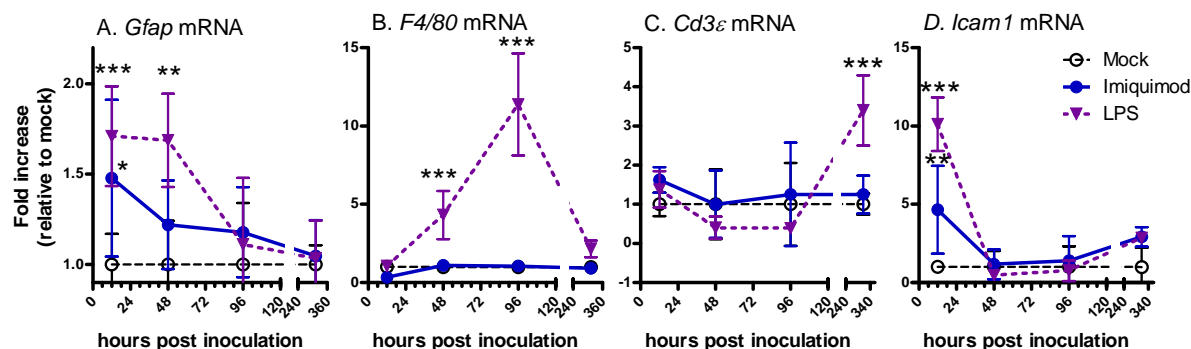 A. Gfap mRNA
B. F4/80 mRNA
C. Cd3ε mRNA
D. Icam1 mRNA
Fold increase
(relative to mock)
2.0
1.5
1.0
*** ** *
0 24 48 72 96 120 240 360
hours post inoculation
15
10
5
0
*** ***
0 24 48 72 96 120 240 360
hours post inoculation
5
4
3
2
1
0
-1
***
0 24 48 96 120 240 340
hours post inoculation
15
10
5
0
***
**
0 24 48 96 120 240 340
hours post inoculation
Mock
Imiquimod
LPS